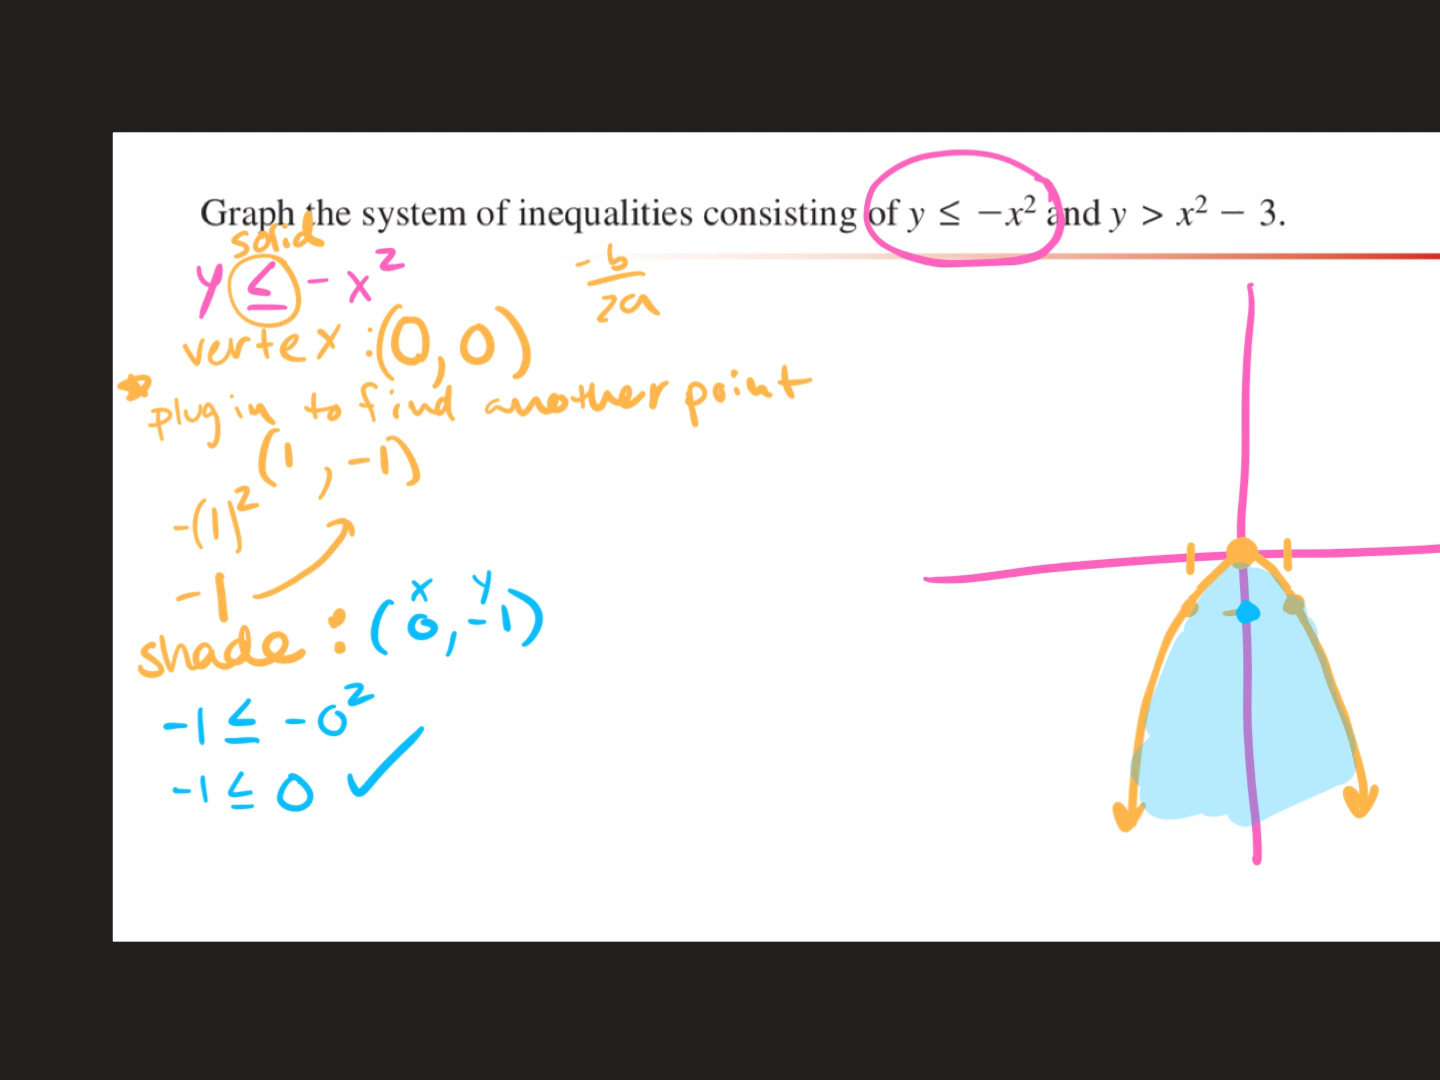 Graph the system of inequalities consisting of y ≤ −x² and y > x² − 3.
solid
y ≤ - x²
-b
2a
vertex : (0, 0)
plug in to find another point
(1 , -1)
-(1)²
-1
x y
shade : (0, -1)
-1 ≤ -0²
-1 ≤ 0